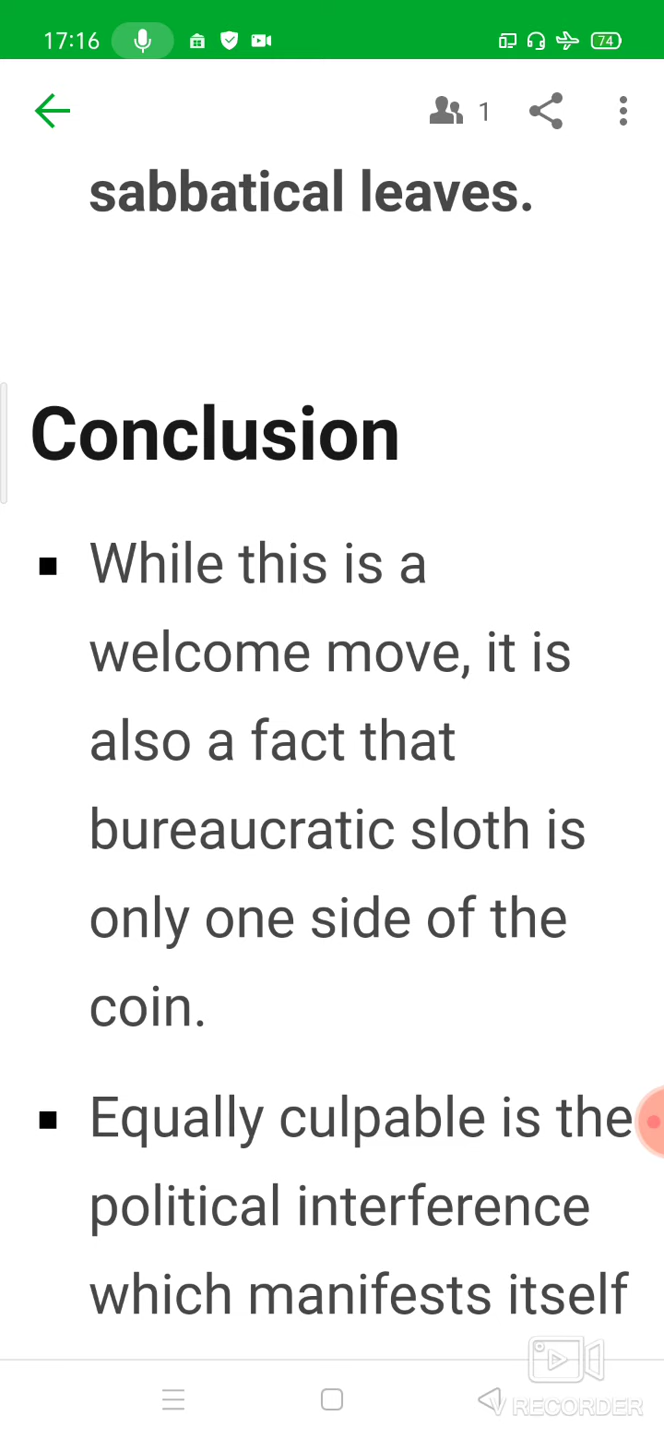 17:16 74
1
sabbatical leaves.
Conclusion
▪ While this is a
welcome move, it is
also a fact that
bureaucratic sloth is
only one side of the
coin.
▪ Equally culpable is the
political interference
which manifests itself
V RECORDER